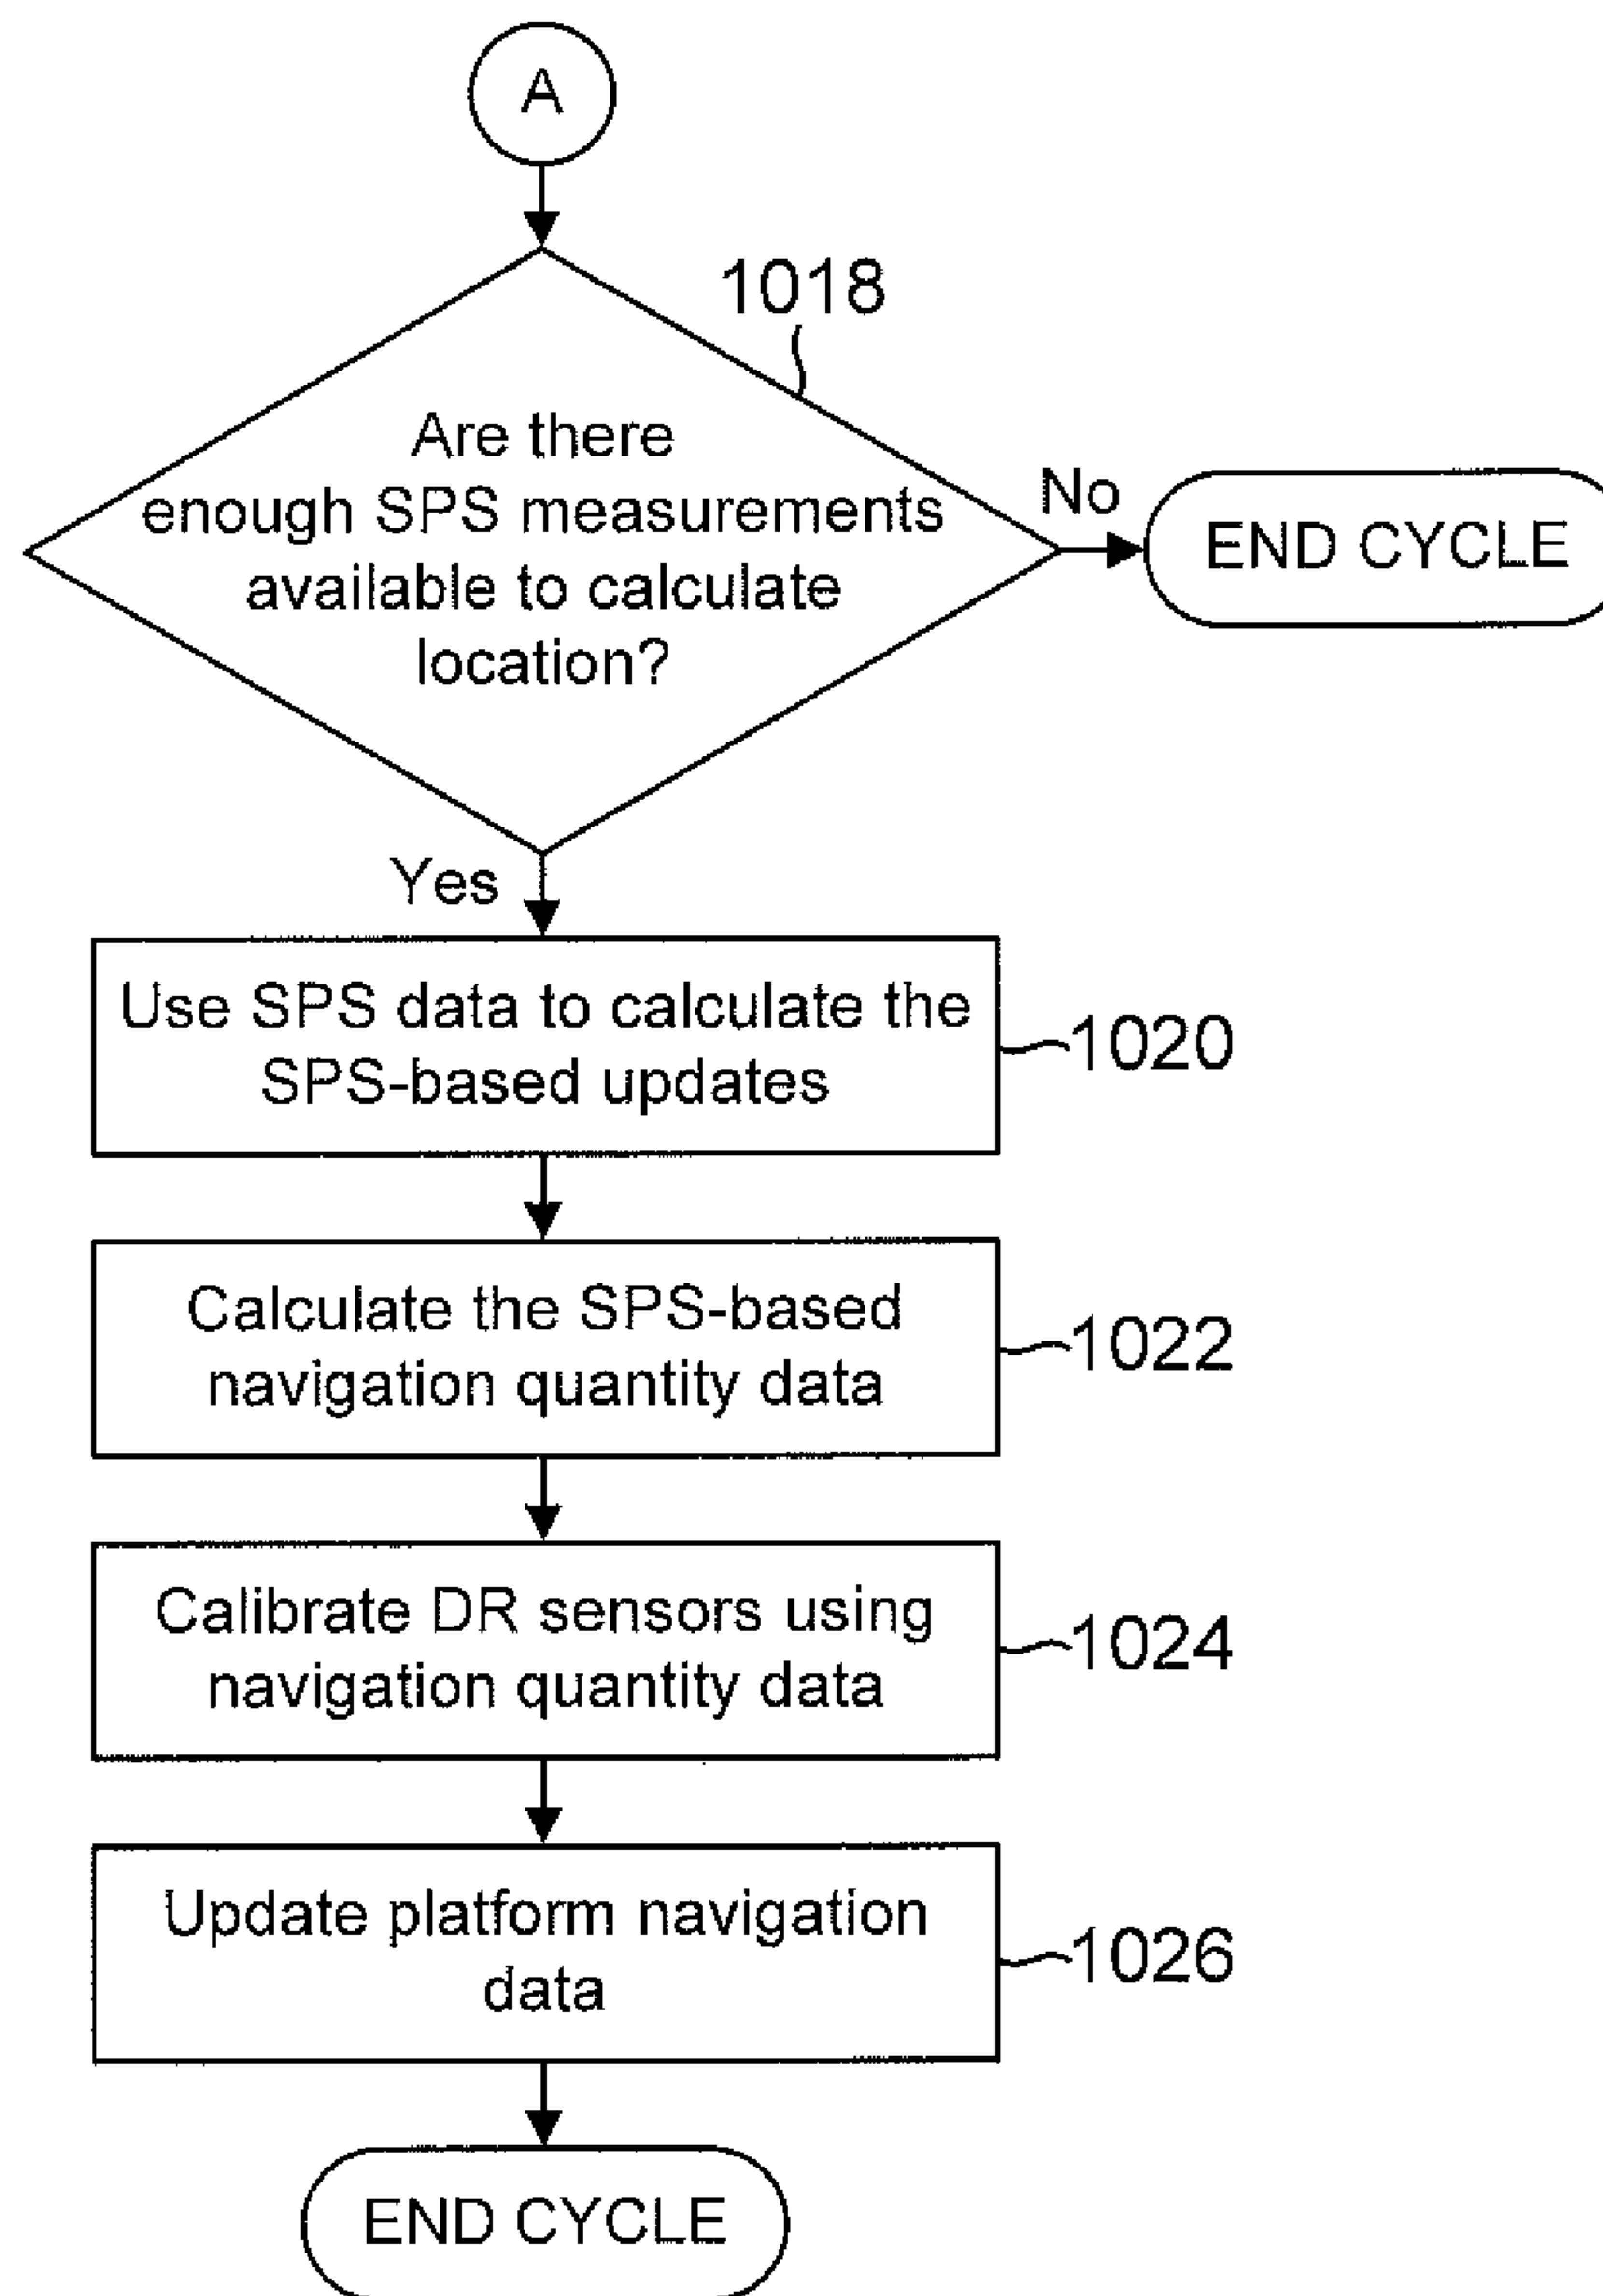 A
1018
Are there
enough SPS measurements
available to calculate
location?
No
END CYCLE
Yes
Use SPS data to calculate the
SPS-based updates
1020
Calculate the SPS-based
navigation quantity data
1022
Calibrate DR sensors using
navigation quantity data
1024
Update platform navigation
data
1026
END CYCLE